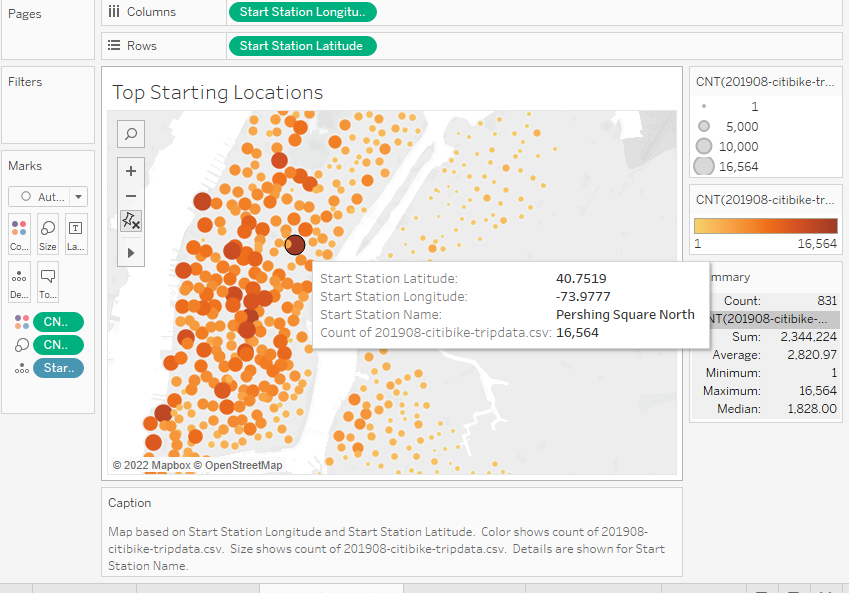 Pages
Columns
Start Station Longitu..
Rows
Start Station Latitude
Filters
Marks
Aut...
Co...
Size
La...
De...
To...
CN..
CN..
Star..
Top Starting Locations
Start Station Latitude: 40.7519
Start Station Longitude: -73.9777
Start Station Name: Pershing Square North
Count of 201908-citibike-tripdata.csv: 16,564
© 2022 Mapbox © OpenStreetMap
Caption
Map based on Start Station Longitude and Start Station Latitude. Color shows count of 201908-
citibike-tripdata.csv. Size shows count of 201908-citibike-tripdata.csv. Details are shown for Start
Station Name.
CNT(201908-citibike-tr...
1
5,000
10,000
16,564
CNT(201908-citibike-tr...
1 16,564
mmary
Count: 831
NT(201908-citibike-...
Sum: 2,344,224
Average: 2,820.97
Minimum: 1
Maximum: 16,564
Median: 1,828.00